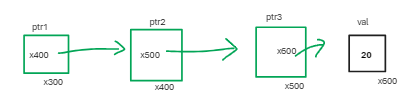 ptr1 ptr2 ptr3 val
x400 x500 x600 20
x300 x400 x500 x600